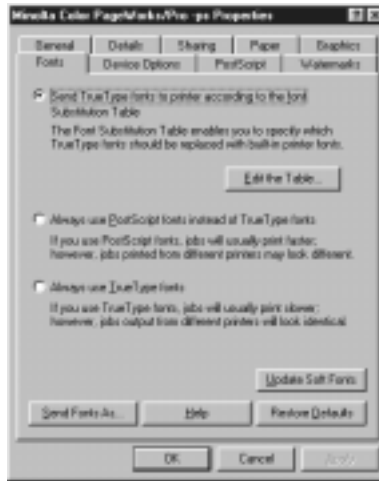 Minolta Color PageWorks/Pro -ps Properties
General Details Sharing Paper Graphics
Fonts Device Options PostScript Watermarks
Send TrueType fonts to printer according to the font
Substitution Table
The Font Substitution Table enables you to specify which
TrueType fonts should be replaced with built-in printer fonts.
Edit the Table...
Always use PostScript fonts instead of TrueType fonts
If you use PostScript fonts, jobs will usually print faster;
however, jobs printed from different printers may look different.
Always use TrueType fonts
If you use TrueType fonts, jobs will usually print slower;
however, jobs output from different printers will look identical.
Update Soft Fonts
Send Fonts As... Help Restore Defaults
OK Cancel Apply